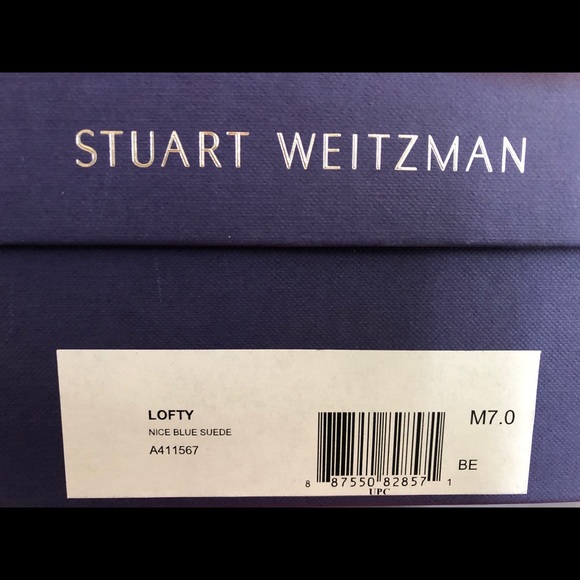 STUART WEITZMAN
LOFTY
NICE BLUE SUEDE
A411567
M7.0
BE
8 87550 82857 1
UPC